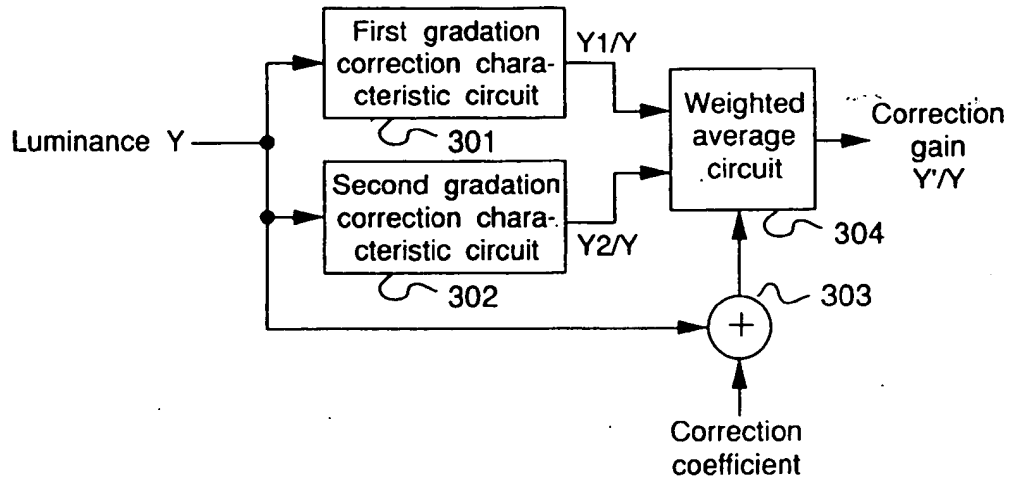 First gradation
correction chara-
cteristic circuit
301
Y1/Y
Luminance Y
Second gradation
correction chara-
cteristic circuit
302
Y2/Y
Weighted
average
circuit
304
Correction
gain
Y'/Y
+
303
Correction
coefficient